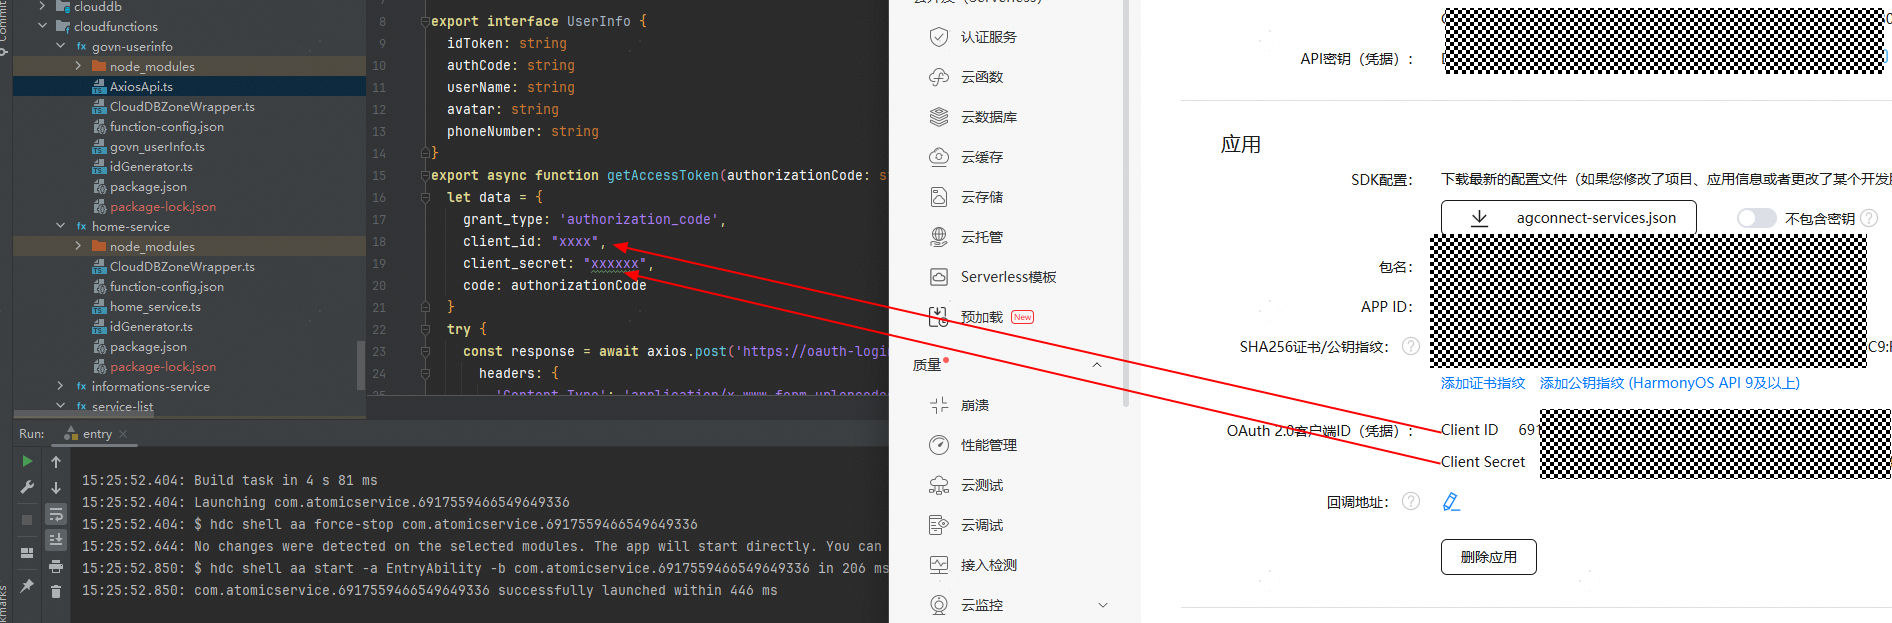 Commit
clouddb
cloudfunctions
govn-userinfo
node_modules
AxiosApi.ts
CloudDBZoneWrapper.ts
function-config.json
govn_userInfo.ts
idGenerator.ts
package.json
package-lock.json
home-service
node_modules
CloudDBZoneWrapper.ts
function-config.json
home_service.ts
idGenerator.ts
package.json
package-lock.json
informations-service
service-list
8 export interface UserInfo {
9 idToken: string
10 authCode: string
11 userName: string
12 avatar: string
13 phoneNumber: string
14 }
15 export async function getAccessToken(authorizationCode: s
16 let data = {
17 grant_type: 'authorization_code',
18 client_id: "xxxx",
19 client_secret: "xxxxxx",
20 code: authorizationCode
21 }
22 try {
23 const response = await axios.post('https://oauth-logi
24 headers: {
25 'Content-Type': 'application/x-www-form-urlencoded
Run: entry
15:25:52.404: Build task in 4 s 81 ms
15:25:52.404: Launching com.atomicservice.6917559466549649336
15:25:52.404: $ hdc shell aa force-stop com.atomicservice.6917559466549649336
15:25:52.644: No changes were detected on the selected modules. The app will start directly. You can
15:25:52.850: $ hdc shell aa start -a EntryAbility -b com.atomicservice.6917559466549649336 in 206 ms
15:25:52.850: com.atomicservice.6917559466549649336 successfully launched within 446 ms
云开发 (Serverless)
认证服务
云函数
云数据库
云缓存
云存储
云托管
Serverless模板
预加载 New
质量
崩溃
性能管理
云测试
云调试
接入检测
云监控
API密钥（凭据）:
应用
SDK配置: 下载最新的配置文件（如果您修改了项目、应用信息或者更改了某个开发
agconnect-services.json 不包含密钥
包名:
APP ID:
SHA256证书/公钥指纹: C9:
添加证书指纹 添加公钥指纹 (HarmonyOS API 9及以上)
OAuth 2.0客户端ID（凭据）: Client ID 691
Client Secret
回调地址:
删除应用